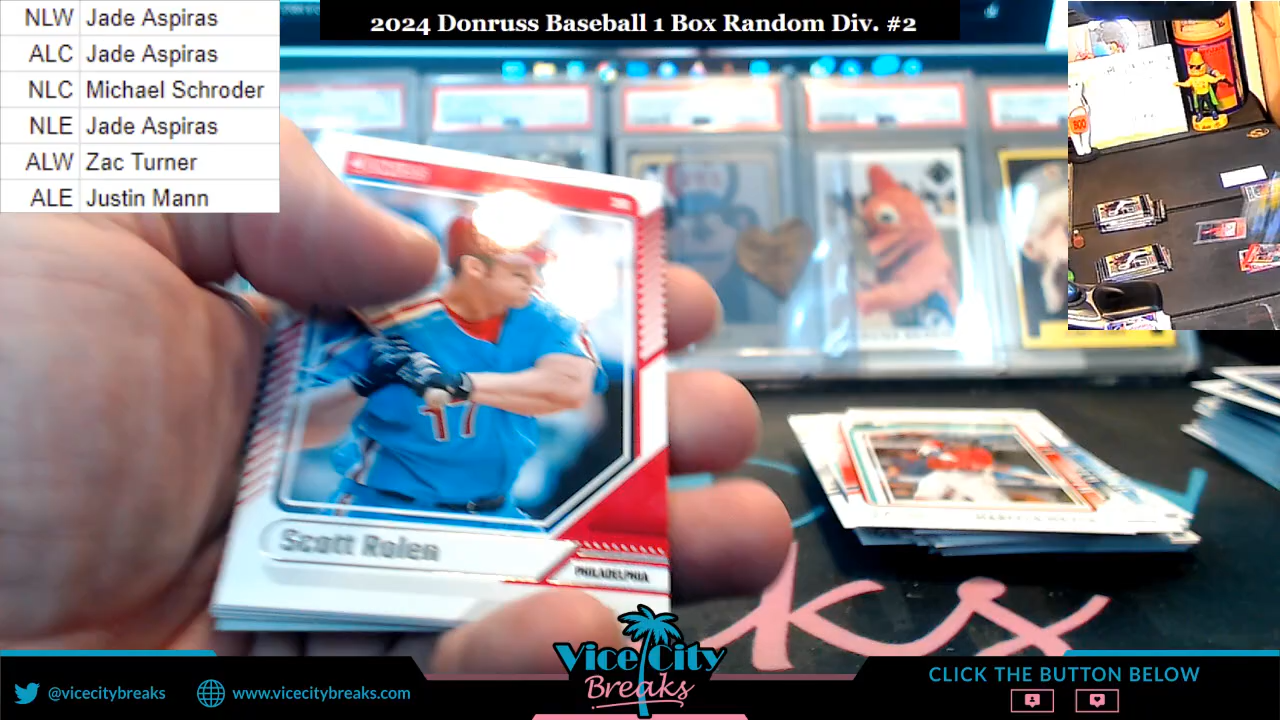 NLW Jade Aspiras
ALC Jade Aspiras
NLC Michael Schroder
NLE Jade Aspiras
ALW Zac Turner
ALE Justin Mann
2024 Donruss Baseball 1 Box Random Div. #2
17
Scott Rolen
PHILADELPHIA
ks
Vice City
Breaks
@vicecitybreaks
www.vicecitybreaks.com
CLICK THE BUTTON BELOW